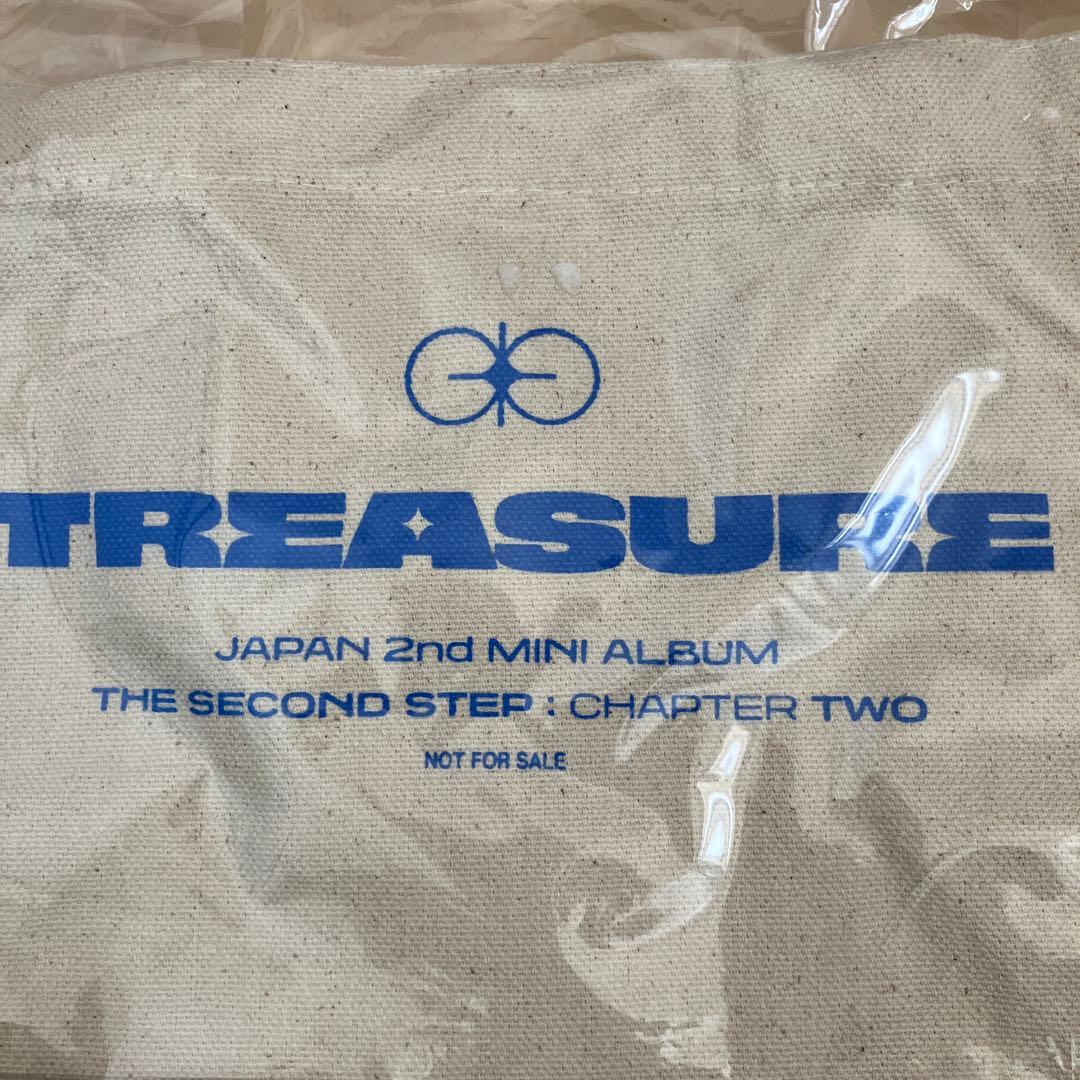 TREASURE
JAPAN 2nd MINI ALBUM
THE SECOND STEP : CHAPTER TWO
NOT FOR SALE